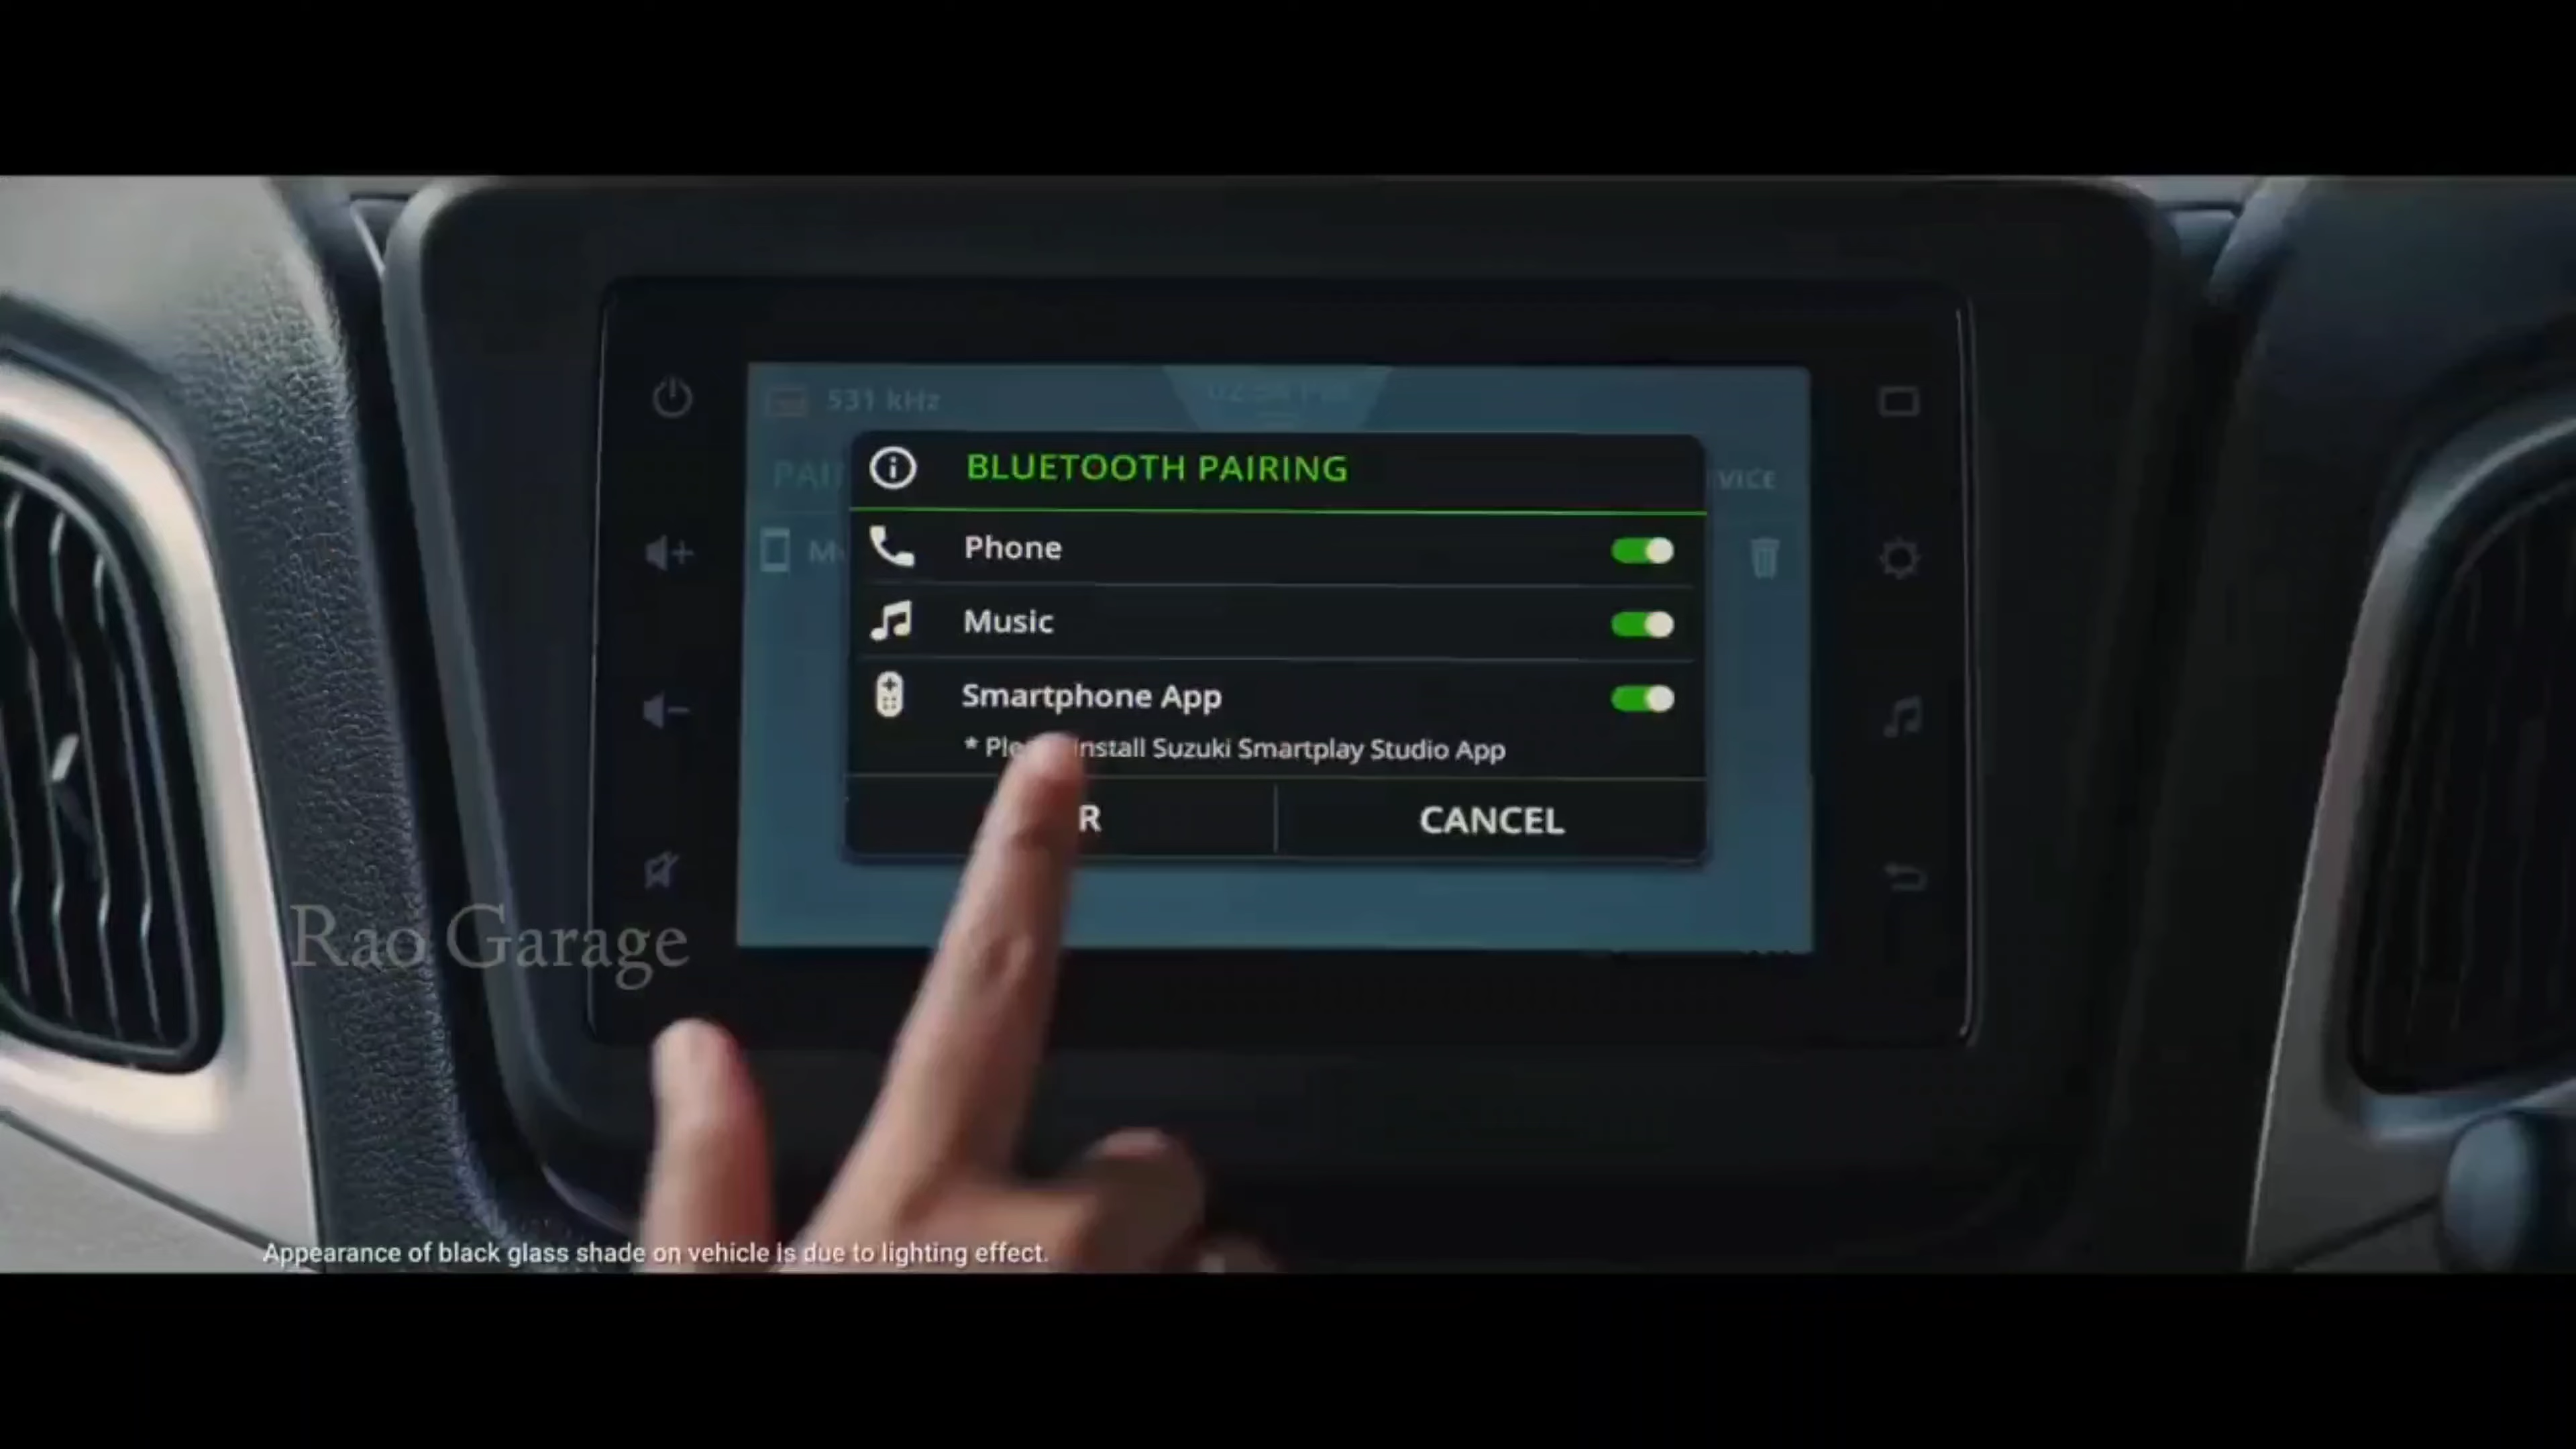 531 kHz
BLUETOOTH PAIRING
VICE
Phone
Music
Smartphone App
* Install Suzuki Smartplay Studio App
CANCEL
Rao Garage
Appearance of black glass shade on vehicle is due to lighting effect.